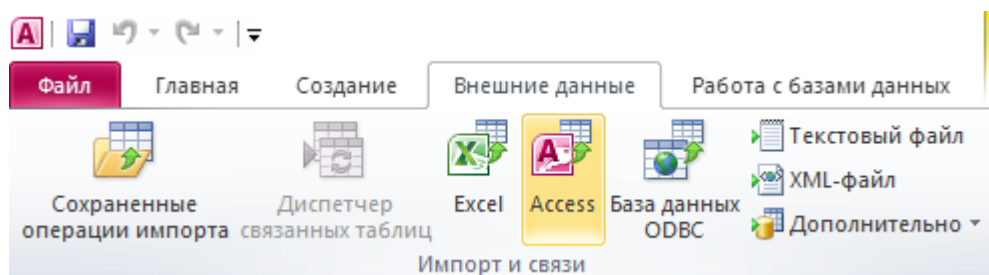 Файл Главная Создание Внешние данные Работа с базами данных
Сохраненные операции импорта
Диспетчер связанных таблиц
Excel
Access
База данных ODBC
Текстовый файл
XML-файл
Дополнительно
Импорт и связи